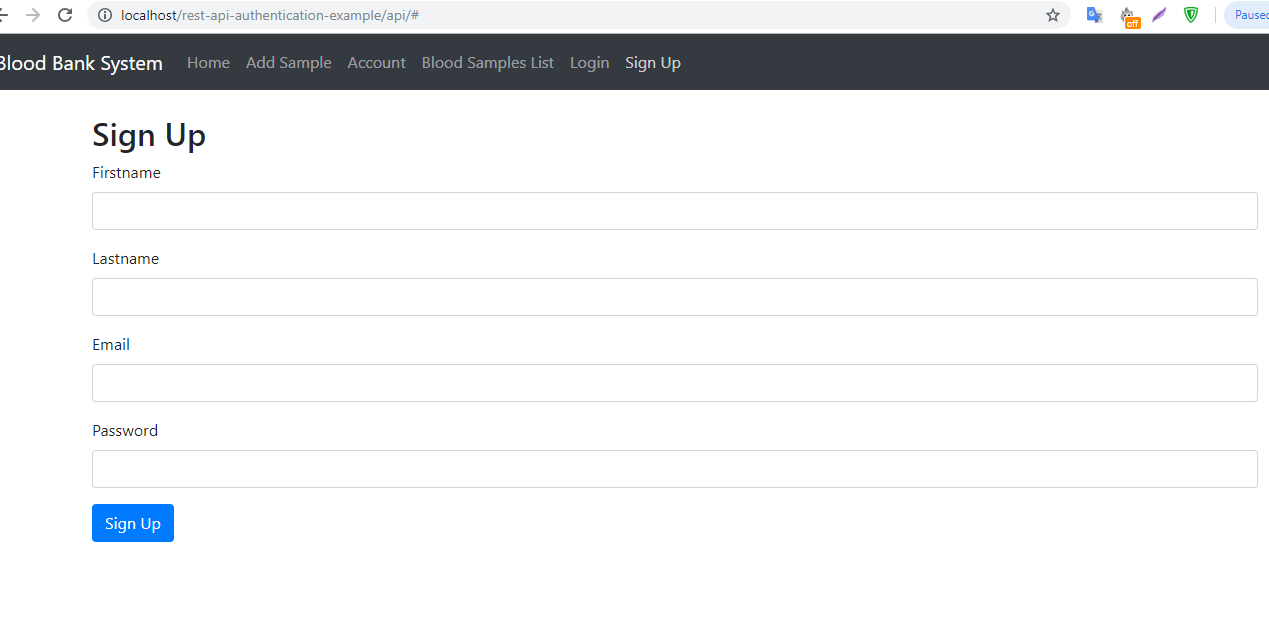 localhost/rest-api-authentication-example/api/#
off
Paused
Blood Bank System Home Add Sample Account Blood Samples List Login Sign Up
Sign Up
Firstname
Lastname
Email
Password
Sign Up